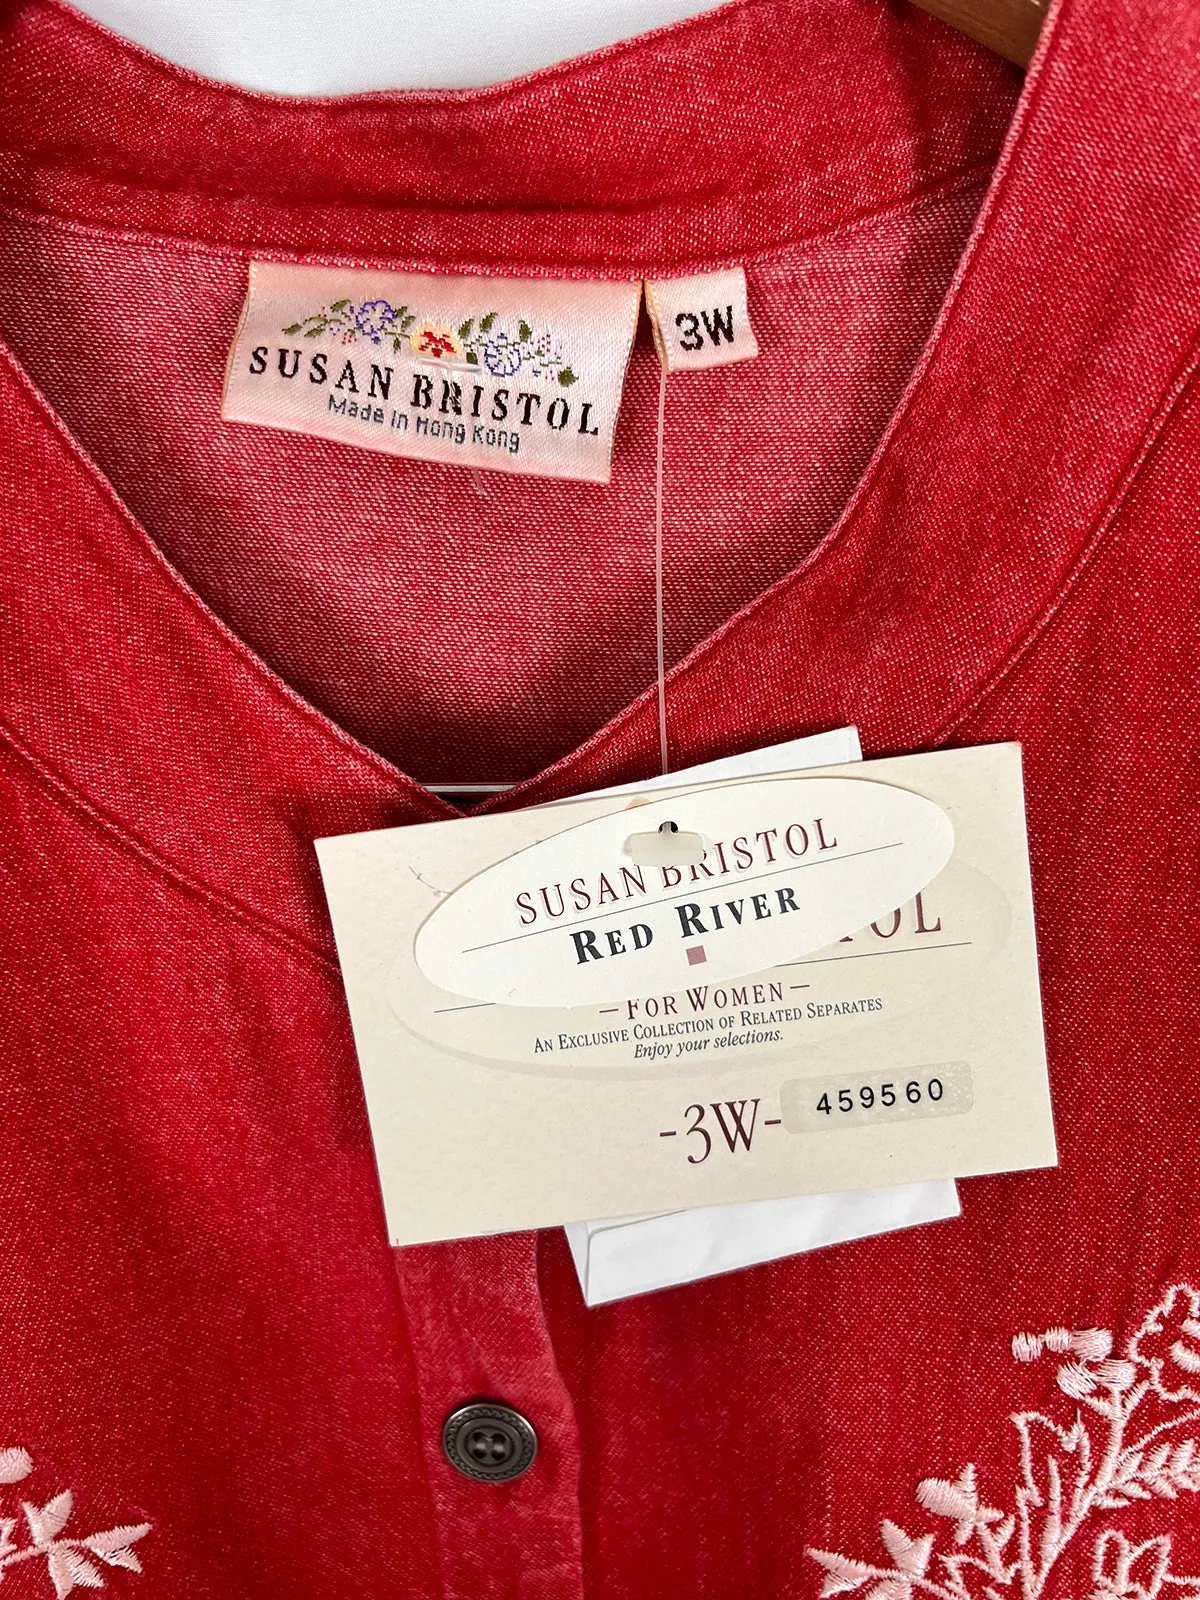 SUSAN BRISTOL
Made in Hong Kong
3W
SUSAN BRISTOL
RED RIVER
TOL
– FOR WOMEN –
AN EXCLUSIVE COLLECTION OF RELATED SEPARATES
Enjoy your selections.
-3W-
459560